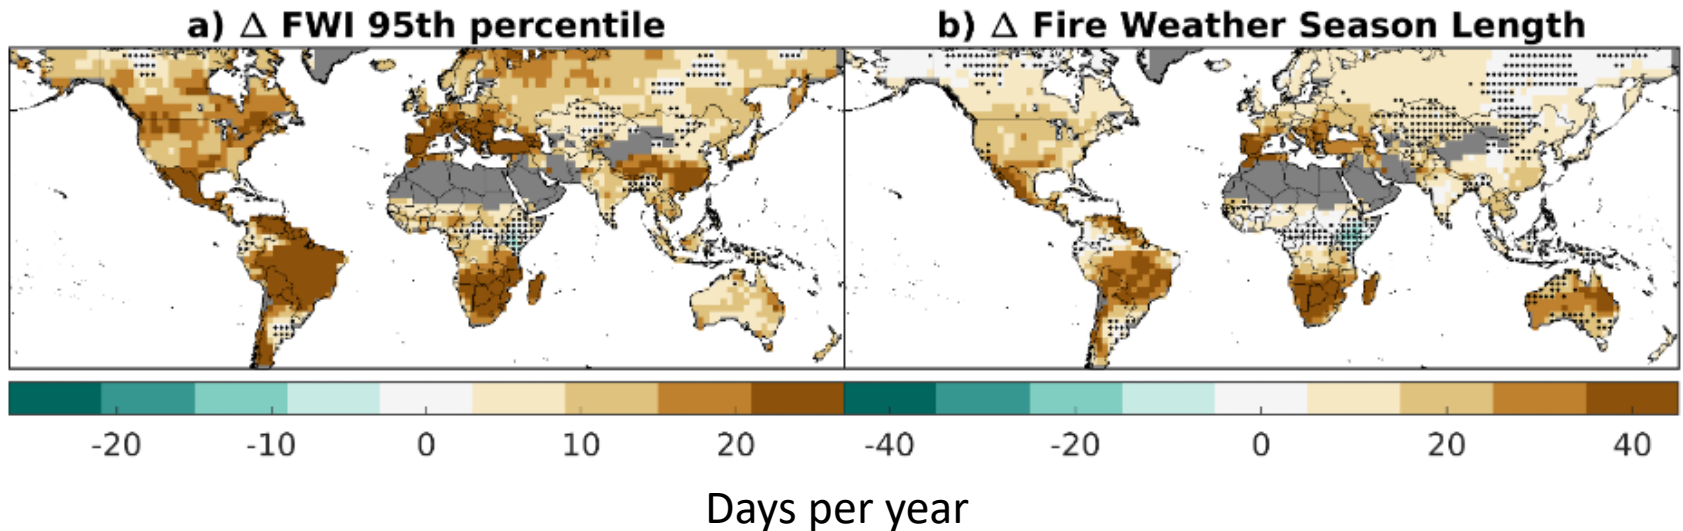 a) Δ FWI 95th percentile
b) Δ Fire Weather Season Length
-20 -10 0 10 20
-40 -20 0 20 40
Days per year